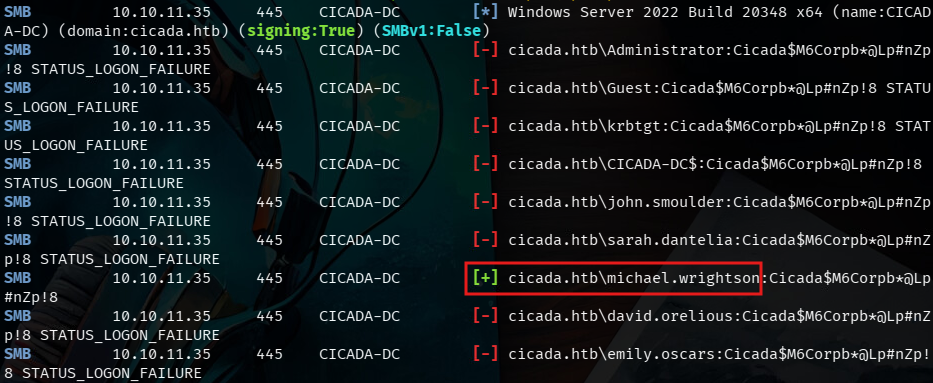 SMB 10.10.11.35 445 CICADA-DC [*] Windows Server 2022 Build 20348 x64 (name:CICAD
A-DC) (domain:cicada.htb) (signing:True) (SMBv1:False)
SMB 10.10.11.35 445 CICADA-DC [-] cicada.htb\Administrator:Cicada$M6Corpb*@Lp#nZp
!8 STATUS_LOGON_FAILURE
SMB 10.10.11.35 445 CICADA-DC [-] cicada.htb\Guest:Cicada$M6Corpb*@Lp#nZp!8 STATU
S_LOGON_FAILURE
SMB 10.10.11.35 445 CICADA-DC [-] cicada.htb\krbtgt:Cicada$M6Corpb*@Lp#nZp!8 STAT
US_LOGON_FAILURE
SMB 10.10.11.35 445 CICADA-DC [-] cicada.htb\CICADA-DC$:Cicada$M6Corpb*@Lp#nZp!8
STATUS_LOGON_FAILURE
SMB 10.10.11.35 445 CICADA-DC [-] cicada.htb\john.smoulder:Cicada$M6Corpb*@Lp#nZp
!8 STATUS_LOGON_FAILURE
SMB 10.10.11.35 445 CICADA-DC [-] cicada.htb\sarah.dantelia:Cicada$M6Corpb*@Lp#nZ
p!8 STATUS_LOGON_FAILURE
SMB 10.10.11.35 445 CICADA-DC [+] cicada.htb\michael.wrightson:Cicada$M6Corpb*@Lp
#nZp!8
SMB 10.10.11.35 445 CICADA-DC [-] cicada.htb\david.orelious:Cicada$M6Corpb*@Lp#nZ
p!8 STATUS_LOGON_FAILURE
SMB 10.10.11.35 445 CICADA-DC [-] cicada.htb\emily.oscars:Cicada$M6Corpb*@Lp#nZp!
8 STATUS_LOGON_FAILURE